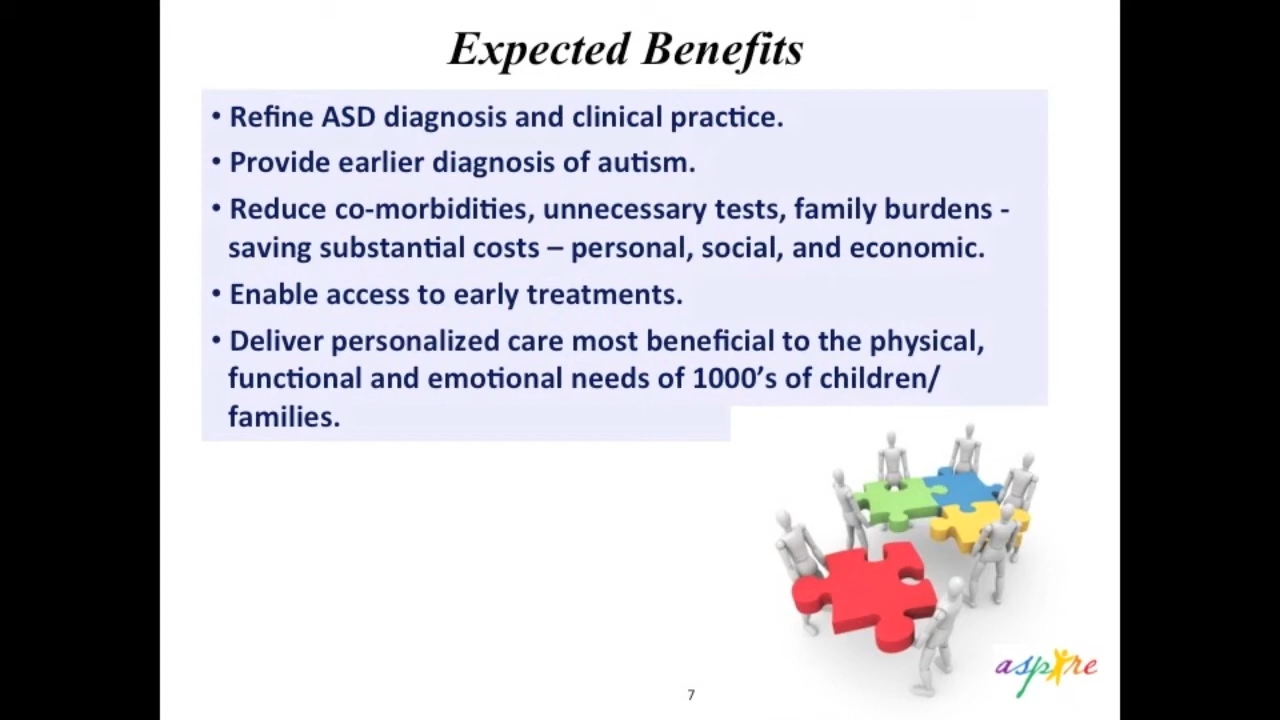 Expected Benefits
• Refine ASD diagnosis and clinical practice.
• Provide earlier diagnosis of autism.
• Reduce co-morbidities, unnecessary tests, family burdens -
saving substantial costs – personal, social, and economic.
• Enable access to early treatments.
• Deliver personalized care most beneficial to the physical,
functional and emotional needs of 1000’s of children/
families.
aspire
7